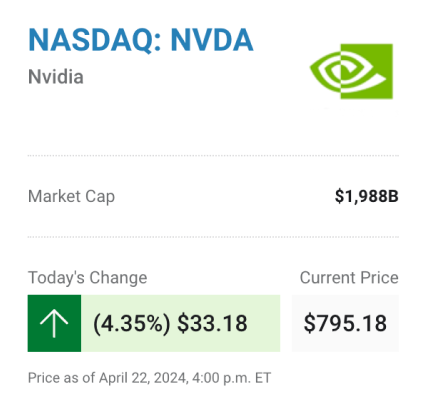 NASDAQ: NVDA
Nvidia
Market Cap $1,988B
Today's Change Current Price
(4.35%) $33.18 $795.18
Price as of April 22, 2024, 4:00 p.m. ET